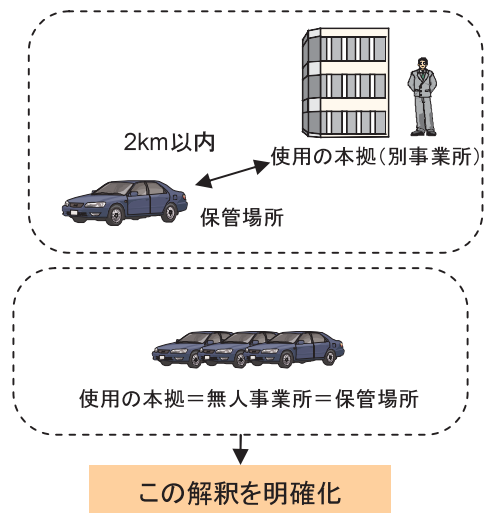 2km以内
使用の本拠(別事業所)
保管場所
使用の本拠=無人事業所=保管場所
この解釈を明確化